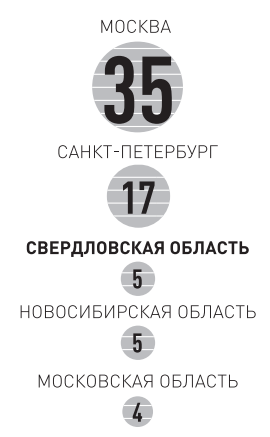 МОСКВА
35
САНКТ-ПЕТЕРБУРГ
17
СВЕРДЛОВСКАЯ ОБЛАСТЬ
5
НОВОСИБИРСКАЯ ОБЛАСТЬ
5
МОСКОВСКАЯ ОБЛАСТЬ
4